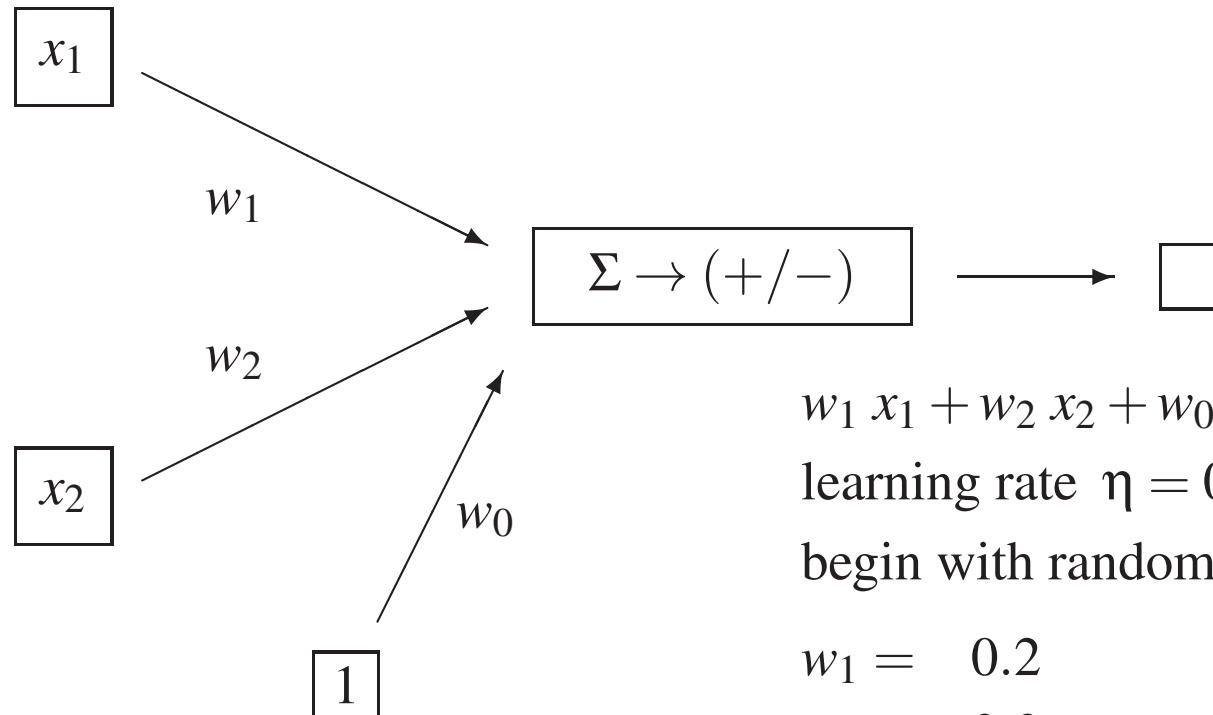 x1
w1
Σ → (+/−)
w2
w1 x1 + w2 x2 + w0
x2
learning rate η =
w0
begin with random
w1 = 0.2
1